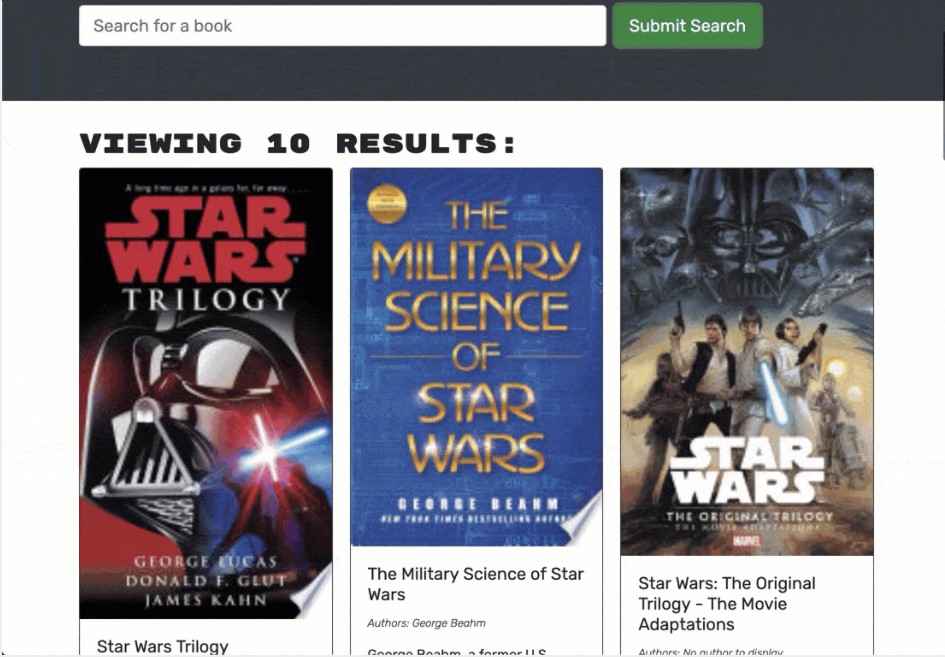 Search for a book
Submit Search
VIEWING 10 RESULTS:
A long time ago in a galaxy far, far away. . . .
STAR
WARS
TRILOGY
GEORGE LUCAS
DONALD F. GLUT
JAMES KAHN
Star Wars Trilogy
THE
MILITARY
SCIENCE
OF
STAR
WARS
GEORGE BEAHM
NEW YORK TIMES BESTSELLING AUTHOR
The Military Science of Star
Wars
Authors: George Beahm
George Beahm, a former U.S.
STAR
WARS
THE ORIGINAL TRILOGY
THE MOVIE ADAPTATIONS
MARVEL
Star Wars: The Original
Trilogy - The Movie
Adaptations
Authors: No author to display